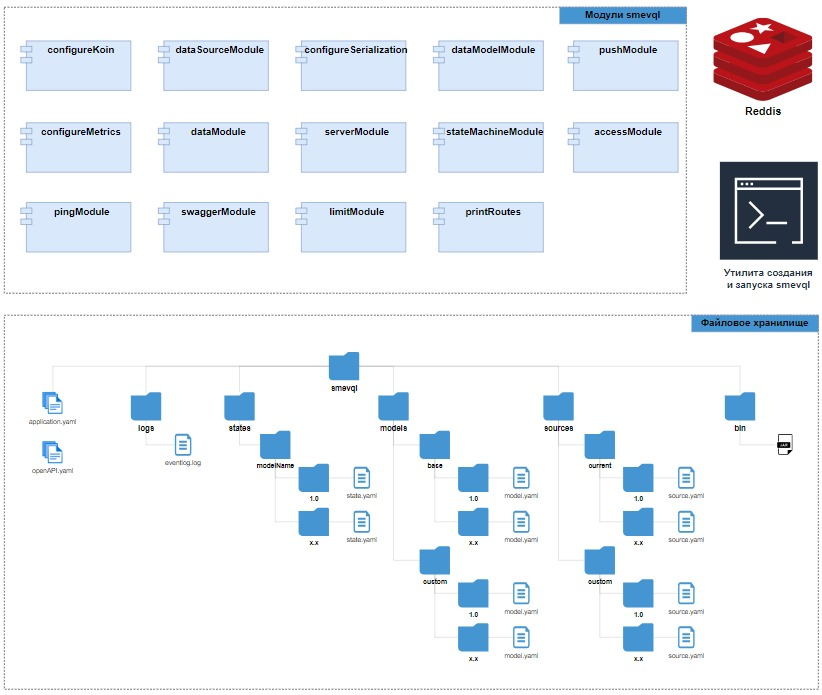 Модули smevql
configureKoin
dataSourceModule
configureSerialization
dataModelModule
pushModule
Reddis
configureMetrics
dataModule
serverModule
stateMachineModule
accessModule
pingModule
swaggerModule
limitModule
printRoutes
Утилита создания
и запуска smevql
Файловое хранилище
smevql
application.yaml
openAPI.yaml
logs
states
models
sources
bin
eventlog.log
modelName
base
current
JAR
1.0
state.yaml
1.0
model.yaml
1.0
source.yaml
x.x
state.yaml
x.x
model.yaml
x.x
source.yaml
custom
custom
1.0
model.yaml
1.0
source.yaml
x.x
model.yaml
x.x
source.yaml